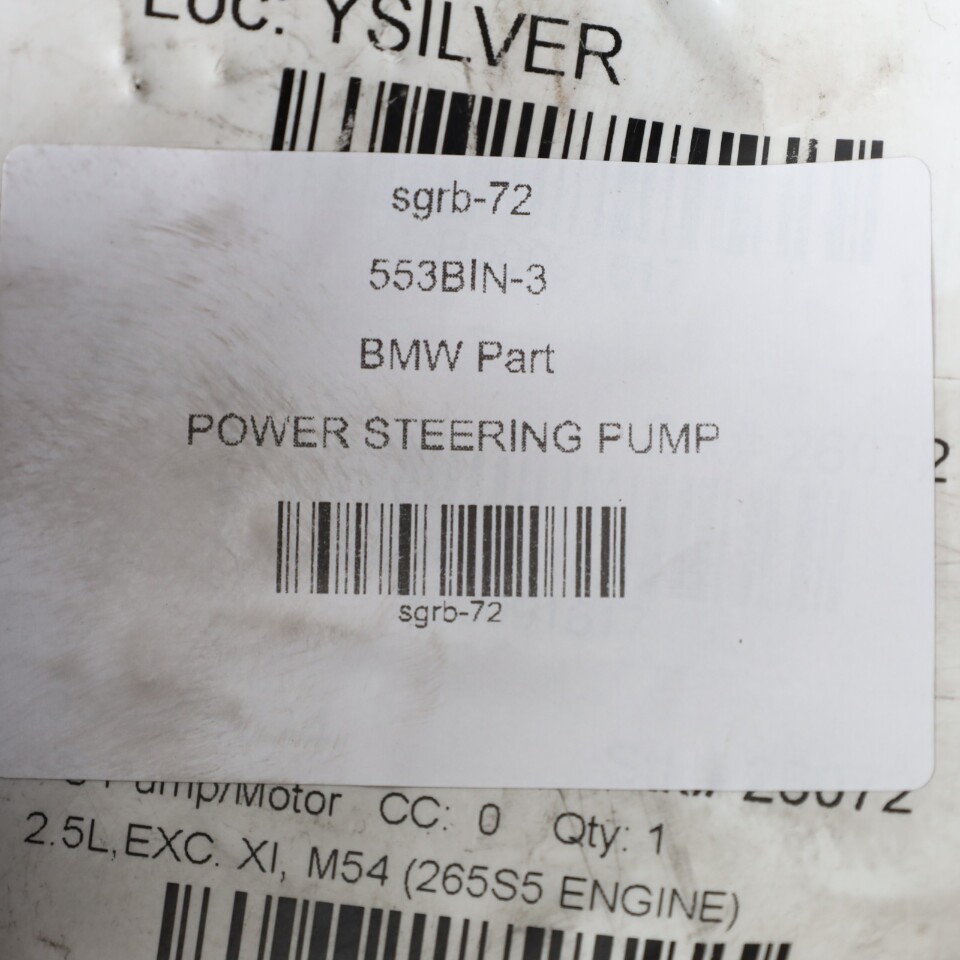 Loc: YSILVER
sgrb-72
553BIN-3
BMW Part
POWER STEERING PUMP
2
sgrb-72
Pump/Motor CC: 0 Qty: 1
2.5L,EXC. XI, M54 (265S5 ENGINE)